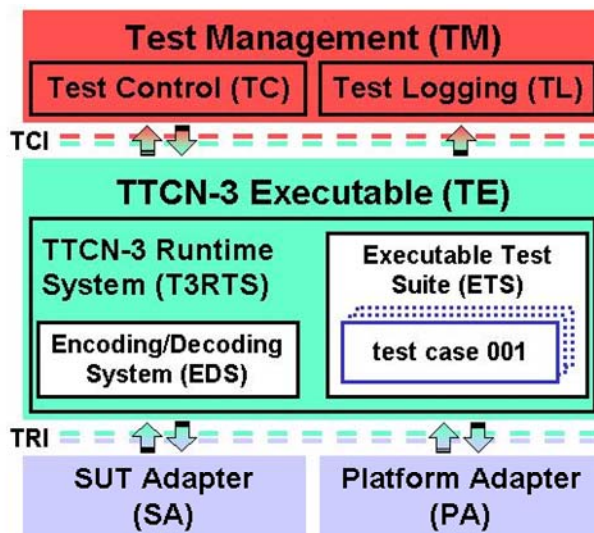 Test Management (TM)
Test Control (TC)
Test Logging (TL)
TCI
TTCN-3 Executable (TE)
TTCN-3 Runtime
System (T3RTS)
Encoding/Decoding
System (EDS)
Executable Test
Suite (ETS)
test case 001
TRI
SUT Adapter
(SA)
Platform Adapter
(PA)